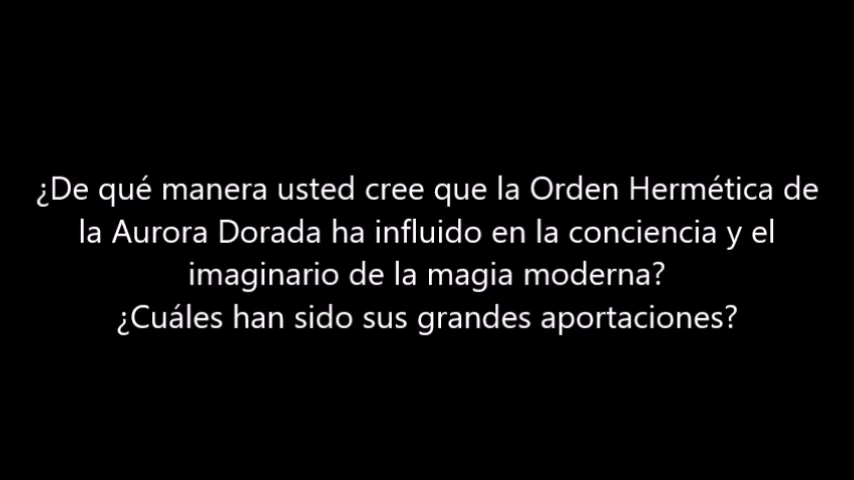 ¿De qué manera usted cree que la Orden Hermética de
la Aurora Dorada ha influido en la conciencia y el
imaginario de la magia moderna?
¿Cuáles han sido sus grandes aportaciones?